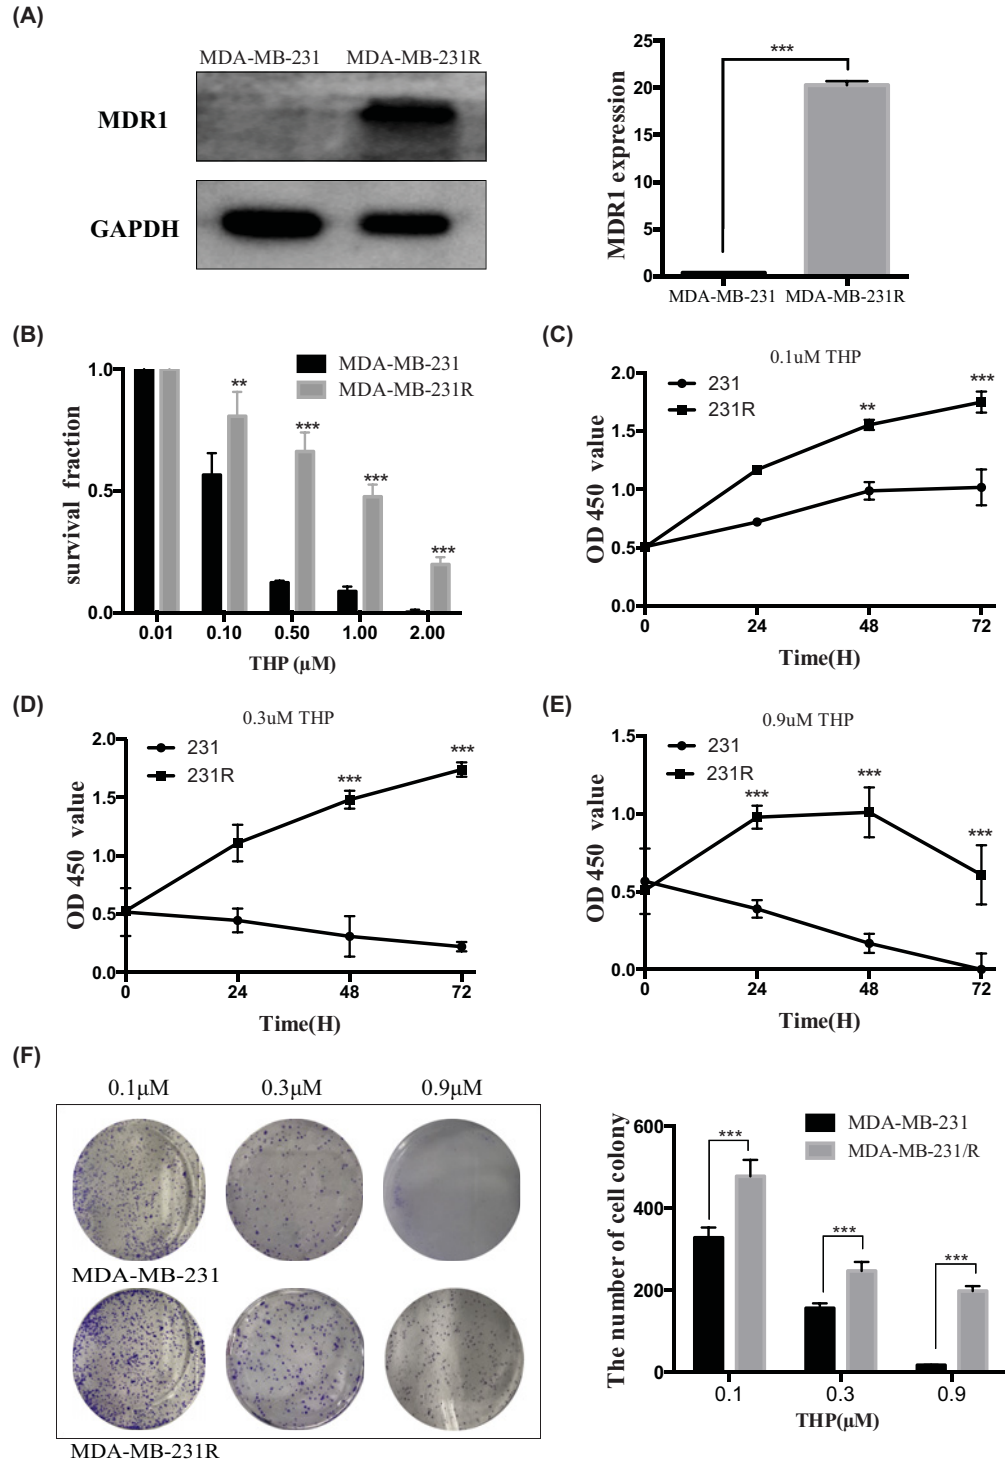 (A)
MDA-MB-231 MDA-MB-231R
MDR1
GAPDH
MDR1 expression
25
20
15
10
5
0
***
MDA-MB-231 MDA-MB-231R
(B)
survival fraction
1.0
0.5
0.0
MDA-MB-231
MDA-MB-231R
**
***
***
***
0.01 0.10 0.50 1.00 2.00
THP (μM)
(C)
0.1uM THP
OD 450 value
2.0
1.5
1.0
0.5
0.0
231
231R
**
***
0 24 48 72
Time(H)
(D)
0.3uM THP
OD 450 value
2.0
1.5
1.0
0.5
0.0
231
231R
***
***
0 24 48 72
Time(H)
(E)
0.9uM THP
OD 450 value
1.5
1.0
0.5
0.0
231
231R
***
***
***
0 24 48 72
Time(H)
(F)
0.1μM 0.3μM 0.9μM
MDA-MB-231
MDA-MB-231R
The number of cell colony
600
400
200
0
MDA-MB-231
MDA-MB-231/R
***
***
***
0.1 0.3 0.9
THP(μM)